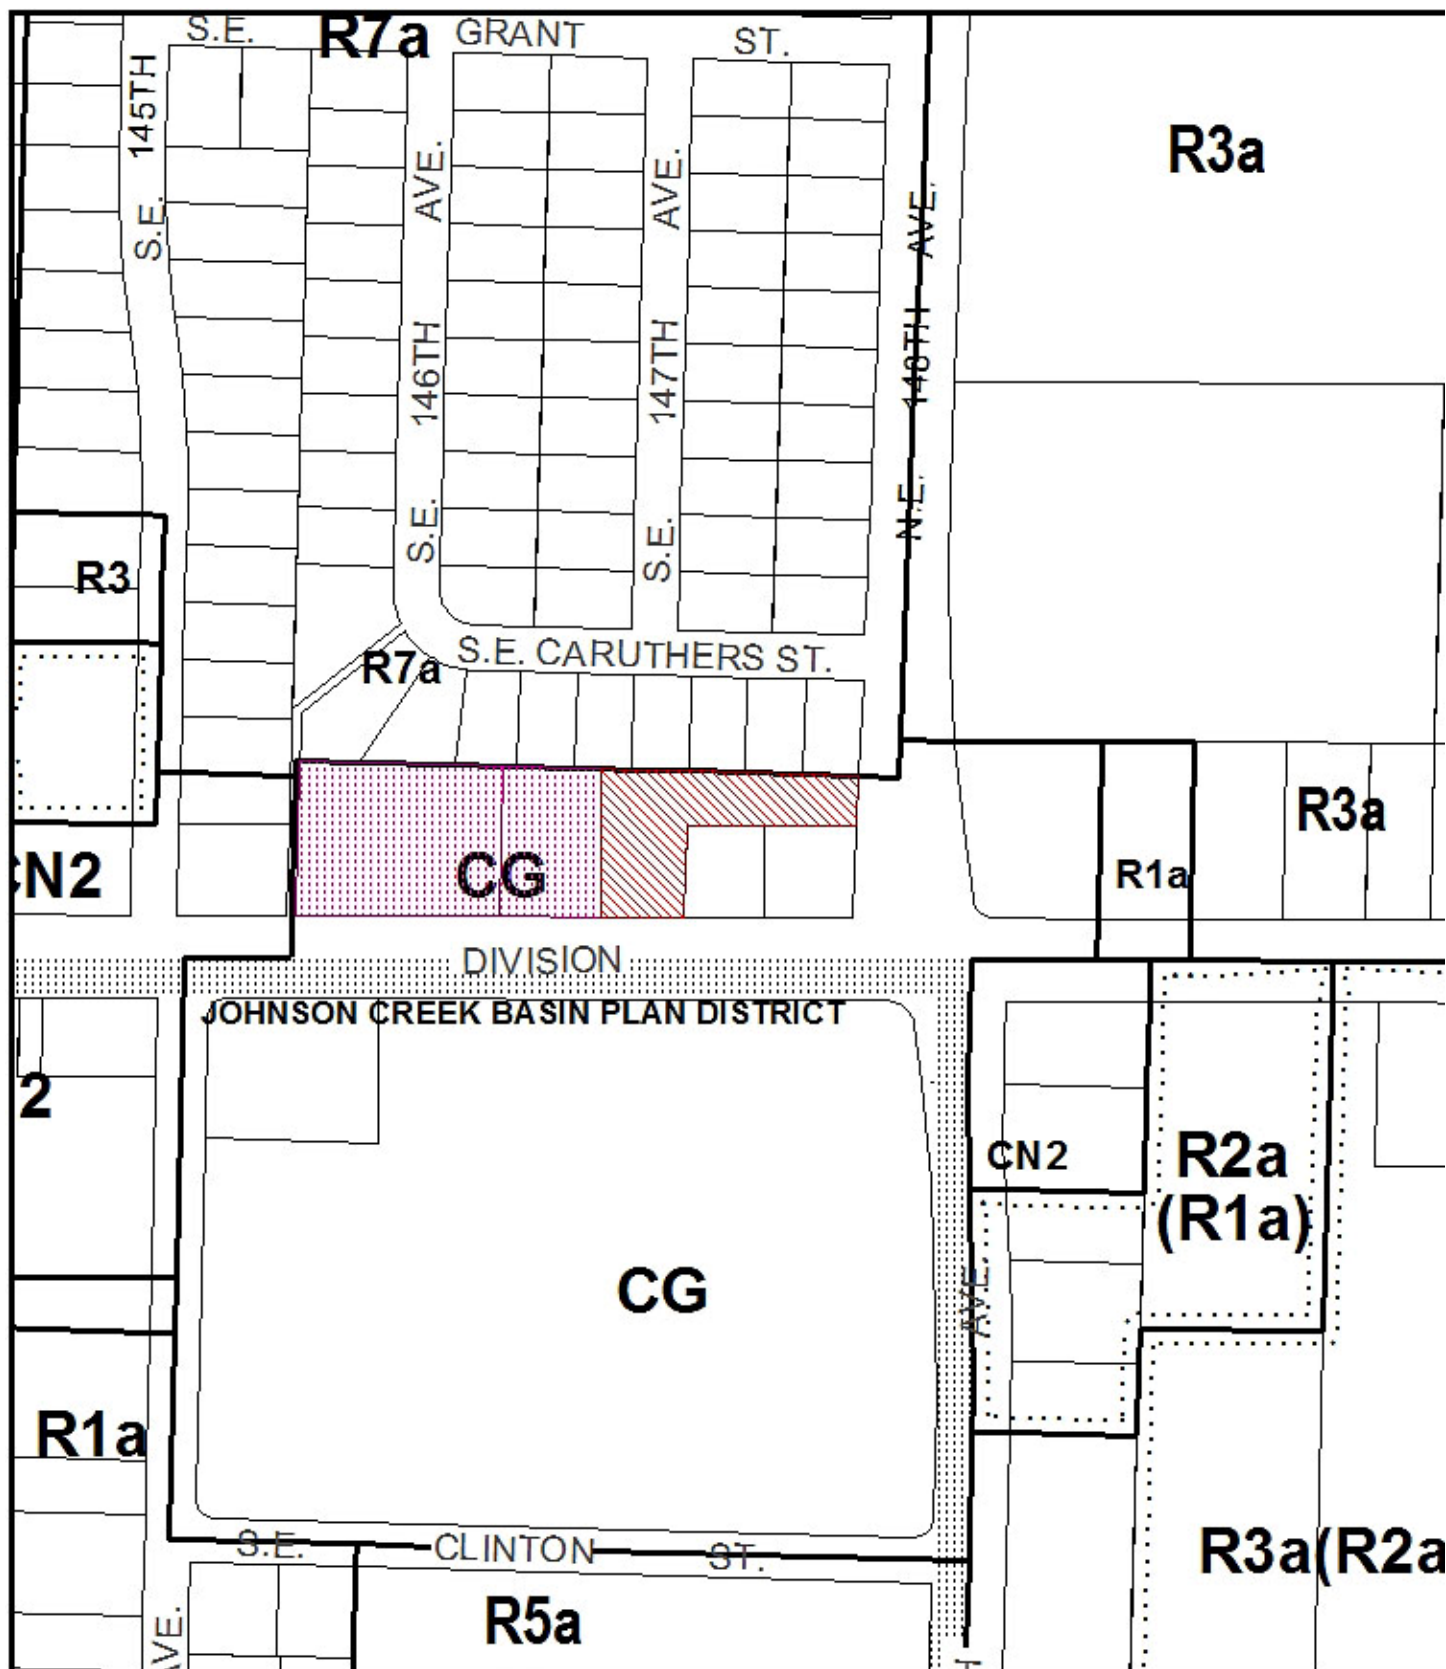 S.E. GRANT ST.
R7a
S.E. 145TH
S.E. 146TH AVE.
S.E. 147TH AVE.
N.E. 148TH AVE.
R3a
R3
S.E. CARUTHERS ST.
R7a
R3a
R1a
CN2
CG
DIVISION
JOHNSON CREEK BASIN PLAN DISTRICT
2
CN2
R2a
(R1a)
AVE.
CG
R1a
S.E. CLINTON ST.
R3a(R2a
R5a
AVE.
H